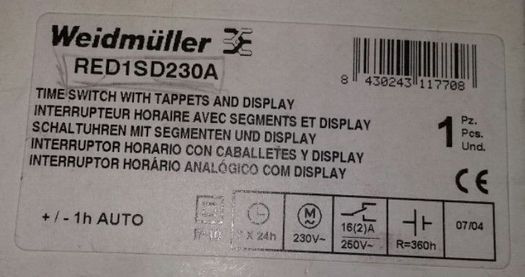 Weidmüller
RED1SD230A
8 430243 117708
TIME SWITCH WITH TAPPETS AND DISPLAY
INTERRUPTEUR HORAIRE AVEC SEGMENTS ET DISPLAY
SCHALTUHREN MIT SEGMENTEN UND DISPLAY
INTERRUPTOR HORARIO CON CABALLETES Y DISPLAY
INTERRUPTOR HORÁRIO ANALÓGICO COM DISPLAY
1 Pz.
Pcs.
Und.
CE
+ / - 1h AUTO
X 24h
M
230V~
16(2)A
250V~
R=360h
07/04